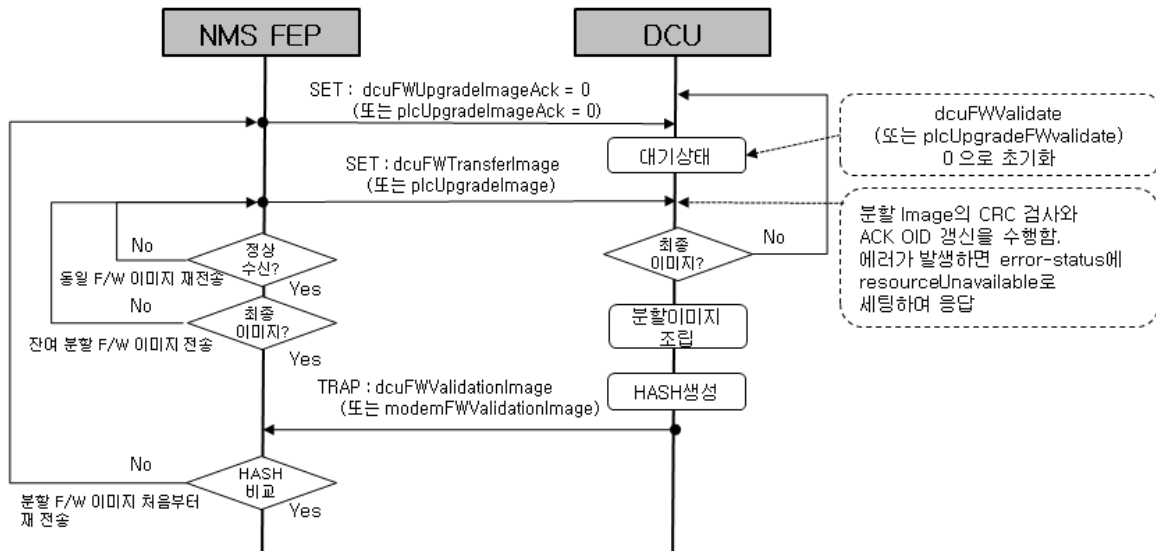 NMS FEP
DCU
SET : dcuFWUpgradeImageAck = 0
(또는 plcUpgradeImageAck = 0)
dcuFWValidate
(또는 plcUpgradeFWvalidate)
0 으로 초기화
대기상태
SET : dcuFWTransferImage
(또는 plcUpgradeImage)
분할 Image의 CRC 검사와
ACK OID 갱신을 수행함.
에러가 발생하면 error-status에
resourceUnavailable로
세팅하여 응답
No
정상
수신?
동일 F/W 이미지 재전송
Yes
최종
이미지?
No
No
최종
이미지?
잔여 분할 F/W 이미지 전송
Yes
분할이미지
조립
HASH생성
TRAP : dcuFWValidationImage
(또는 modemFWValidationImage)
No
HASH
비교
분할 F/W 이미지 처음부터
재 전송
Yes